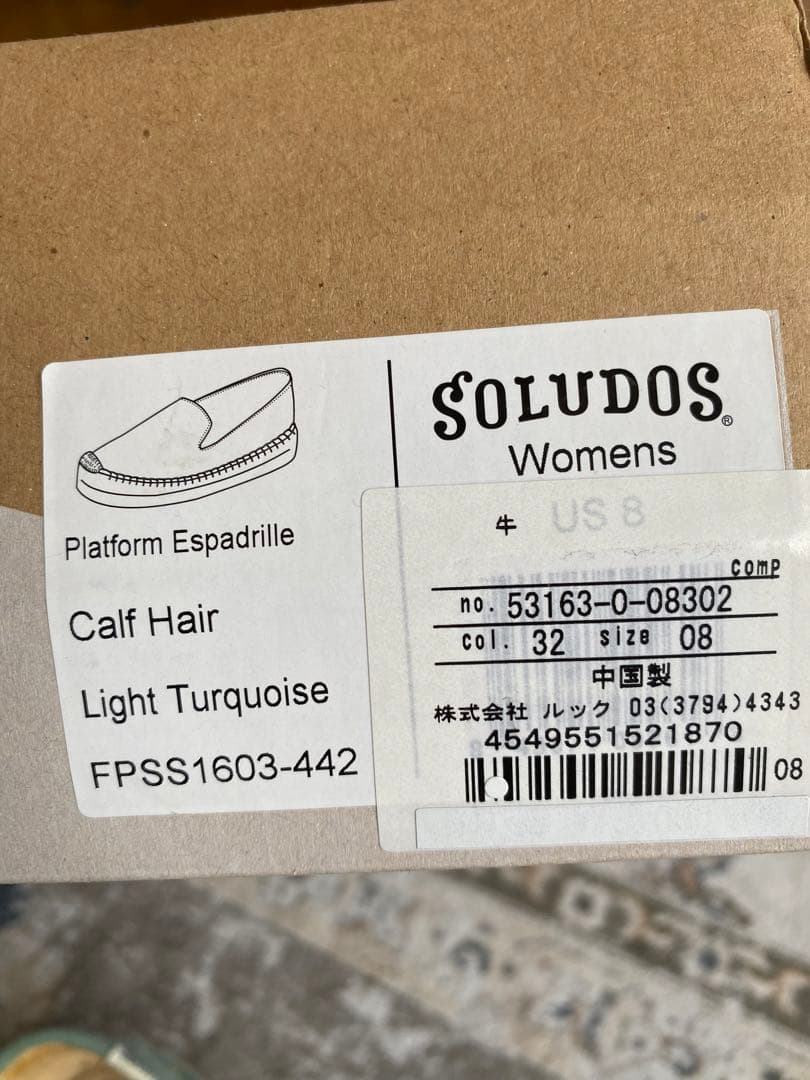 Platform Espadrille
Calf Hair
Light Turquoise
FPSS1603-442
SOLUDOS®
Womens
牛 US 8
comp
no. 53163-0-08302
col. 32 size 08
中国製
株式会社 ルック 03(3794)4343
4549551521870
08